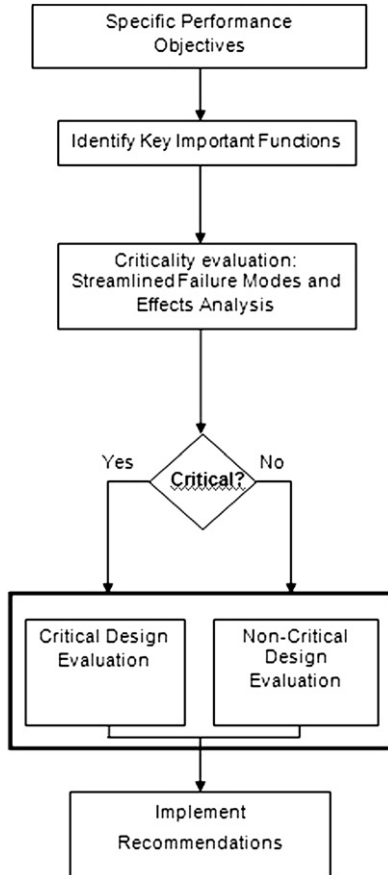 Specific Performance
Objectives
Identify Key Important Functions
Criticality evaluation:
Streamlined Failure Modes and
Effects Analysis
Yes
No
Critical?
Critical Design
Evaluation
Non-Critical
Design
Evaluation
Implement
Recommendations